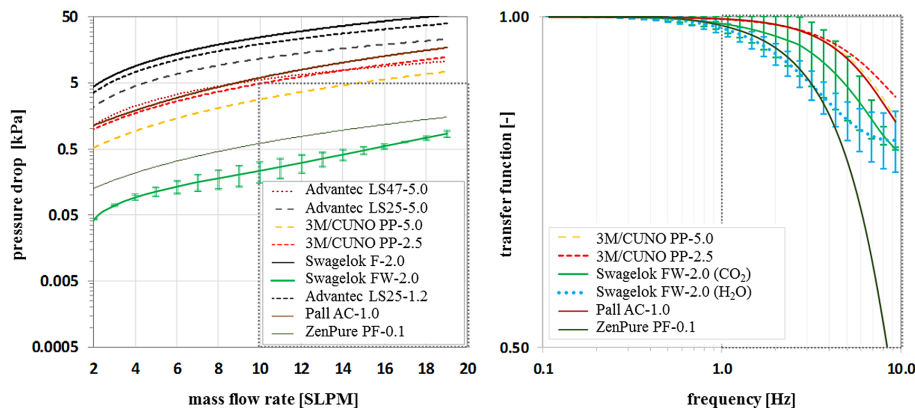 50
5
0.5
0.05
0.005
0.0005
pressure drop [kPa]
2 4 6 8 10 12 14 16 18 20
mass flow rate [SLPM]
Advantec LS47-5.0
Advantec LS25-5.0
3M/CUNO PP-5.0
3M/CUNO PP-2.5
Swagelok F-2.0
Swagelok FW-2.0
Advantec LS25-1.2
Pall AC-1.0
ZenPure PF-0.1
1.00
0.50
transfer function [-]
0.1 1.0 10.0
frequency [Hz]
3M/CUNO PP-5.0
3M/CUNO PP-2.5
Swagelok FW-2.0 (CO₂)
Swagelok FW-2.0 (H₂O)
Pall AC-1.0
ZenPure PF-0.1